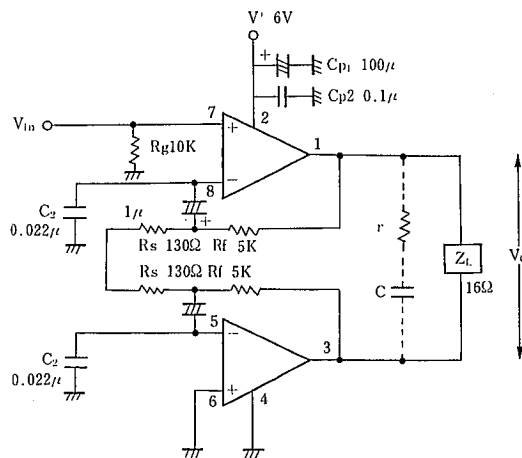 V' 6V
+
Cp1 100μ
Cp2 0.1μ
2
Vin
7
+
1
Rg10K
8
−
C2
0.022μ
1μ
+
Rs 130Ω Rf 5K
Rs 130Ω Rf 5K
r
C
ZL
16Ω
5
−
3
C2
0.022μ
6
+
4